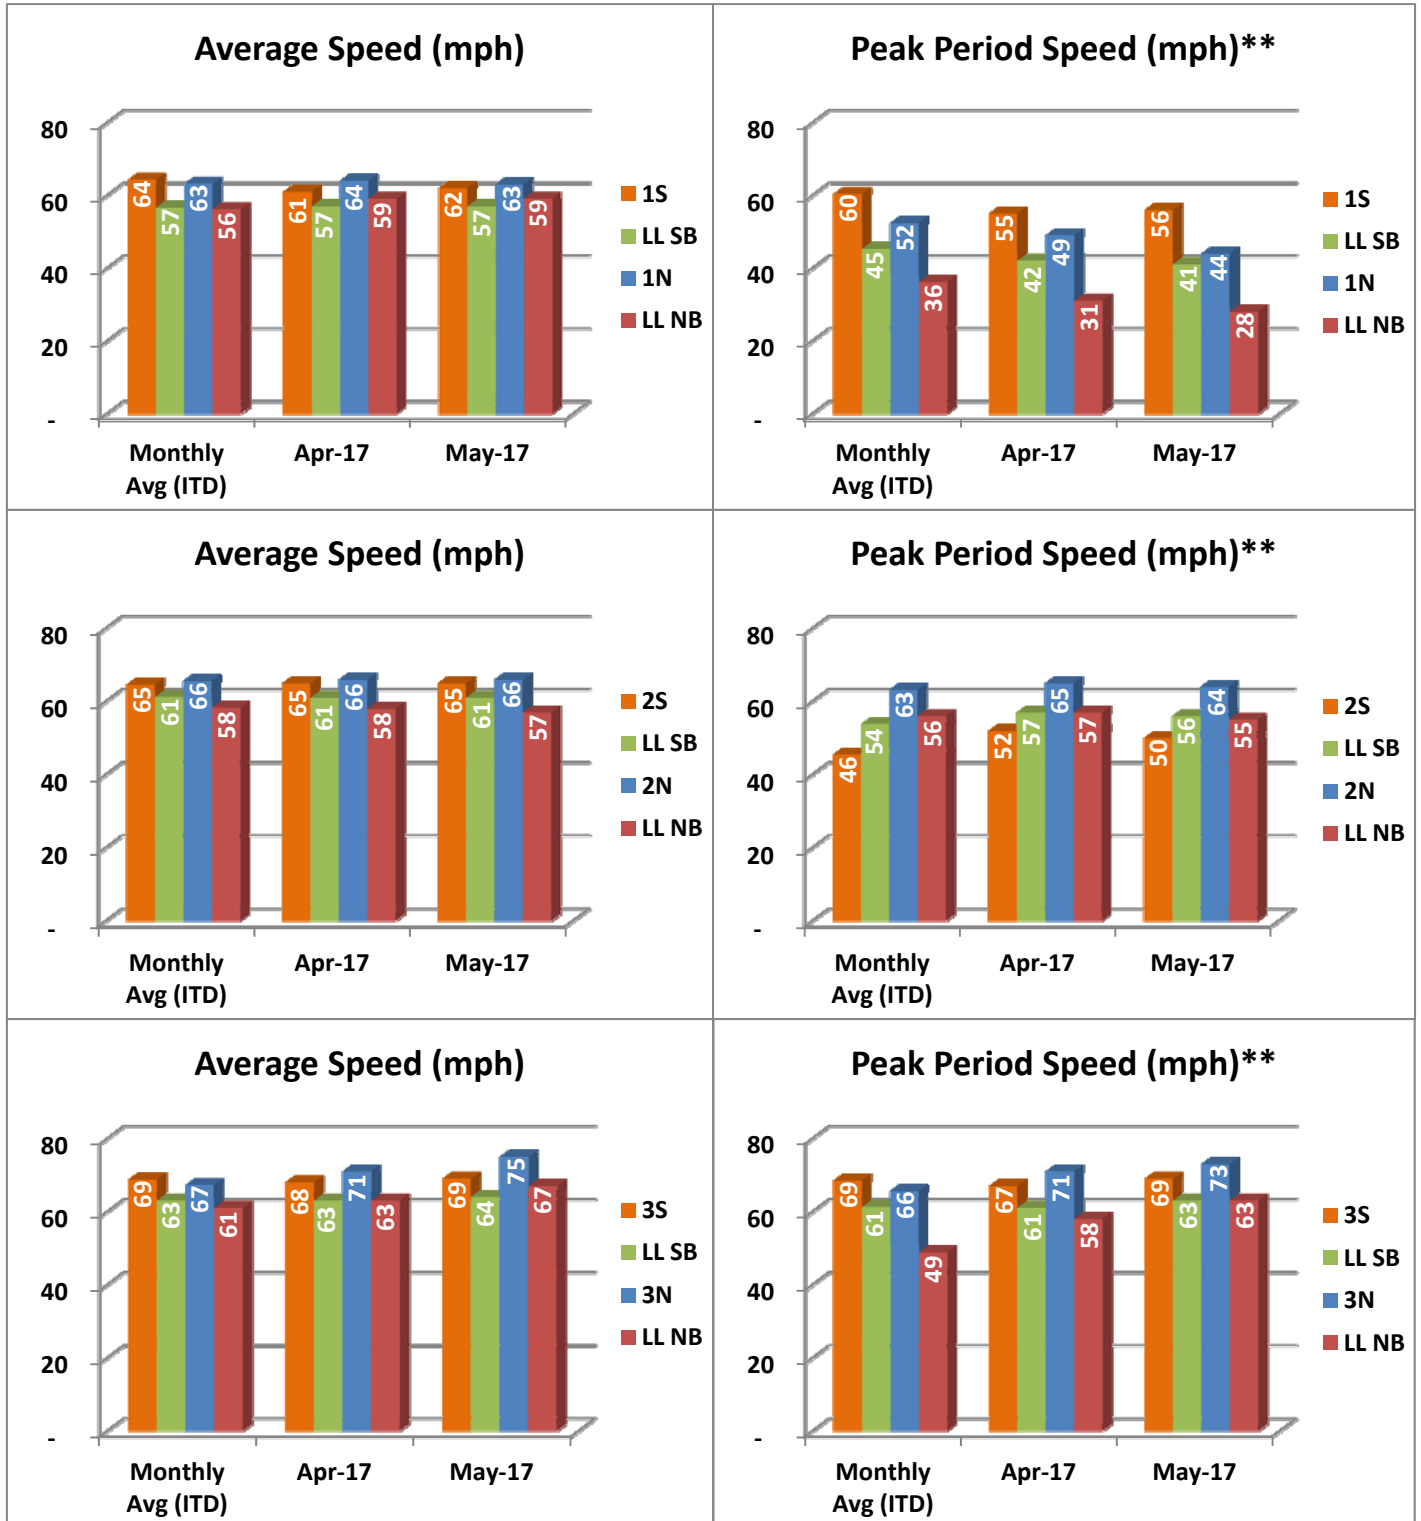 Average Speed (mph)
80
60
40
20
-
64 57 63 56
61 57 64 59
62 57 63 59
Monthly Avg (ITD)
Apr-17
May-17
1S
LL SB
1N
LL NB
Peak Period Speed (mph)**
80
60
40
20
-
60 45 52 36
55 42 49 31
56 41 44 28
Monthly Avg (ITD)
Apr-17
May-17
1S
LL SB
1N
LL NB
Average Speed (mph)
80
60
40
20
-
65 61 66 58
65 61 66 58
65 61 66 57
Monthly Avg (ITD)
Apr-17
May-17
2S
LL SB
2N
LL NB
Peak Period Speed (mph)**
80
60
40
20
-
46 54 63 56
52 57 65 57
50 56 64 55
Monthly Avg (ITD)
Apr-17
May-17
2S
LL SB
2N
LL NB
Average Speed (mph)
80
60
40
20
-
69 63 67 61
68 63 71 63
69 64 75 67
Monthly Avg (ITD)
Apr-17
May-17
3S
LL SB
3N
LL NB
Peak Period Speed (mph)**
80
60
40
20
-
69 61 66 49
67 61 71 58
69 63 73 63
Monthly Avg (ITD)
Apr-17
May-17
3S
LL SB
3N
LL NB